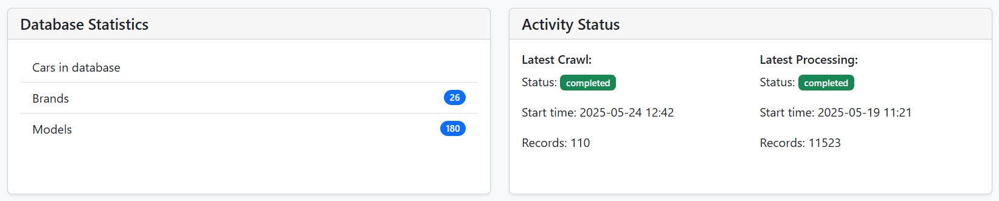 Database Statistics
Cars in database
Brands 26
Models 180
Activity Status
Latest Crawl:
Status: completed
Start time: 2025-05-24 12:42
Records: 110
Latest Processing:
Status: completed
Start time: 2025-05-19 11:21
Records: 11523